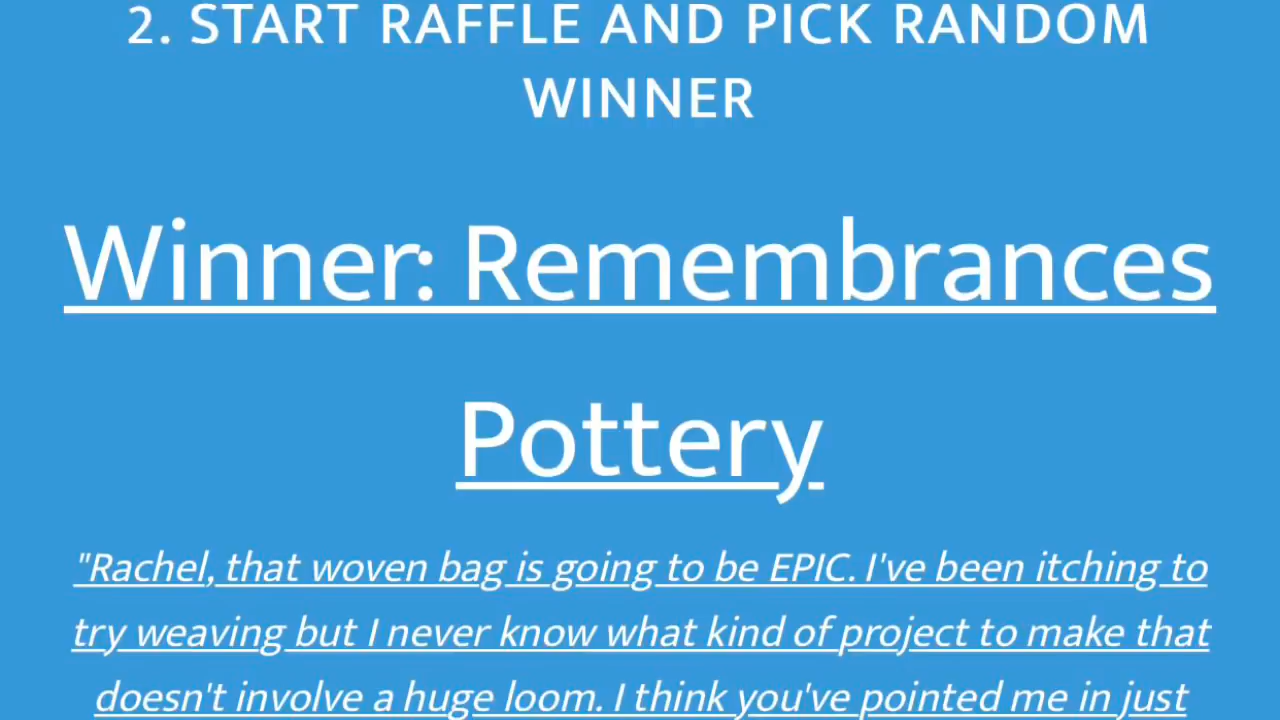 2. START RAFFLE AND PICK RANDOM
WINNER
Winner: Remembrances
Pottery
"Rachel, that woven bag is going to be EPIC. I've been itching to
try weaving but I never know what kind of project to make that
doesn't involve a huge loom. I think you've pointed me in just